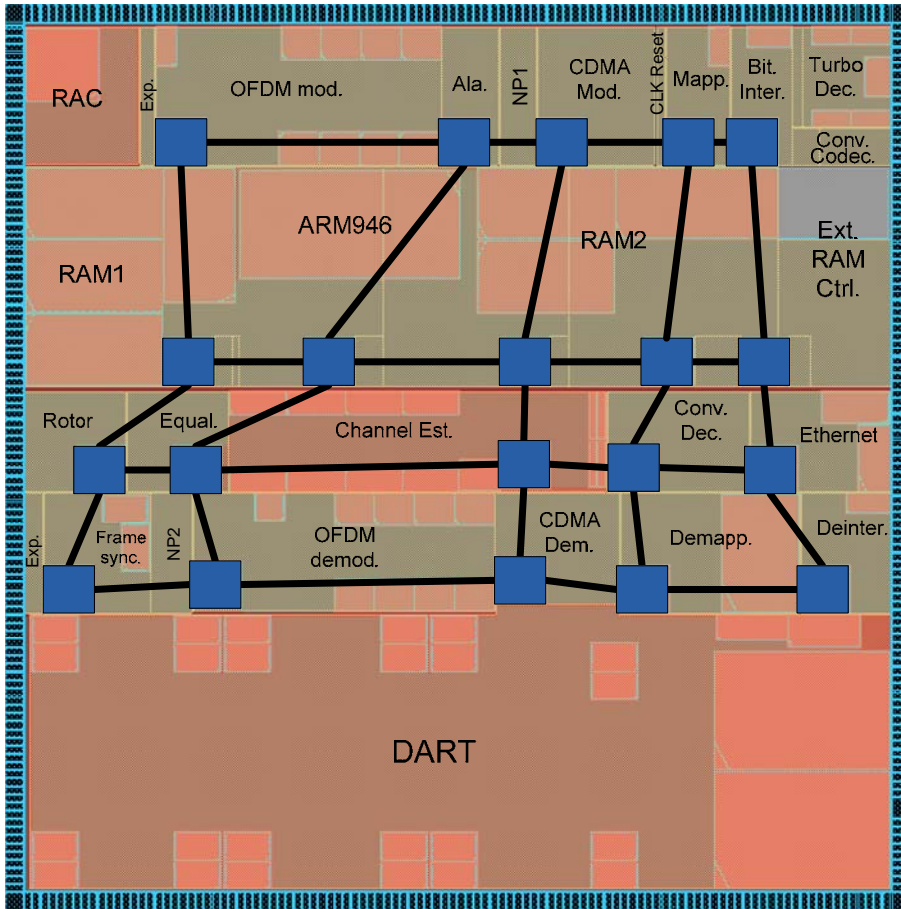 RAC
Exp.
OFDM mod.
Ala.
NP1
CDMA
Mod.
CLK Reset
Mapp.
Bit.
Inter.
Turbo
Dec.
Conv.
Codec.
RAM1
ARM946
RAM2
Ext.
RAM
Ctrl.
Rotor
Equal.
Channel Est.
Conv.
Dec.
Ethernet
Exp.
Frame
sync.
NP2
OFDM
demod.
CDMA
Dem.
Demapp.
Deinter.
DART